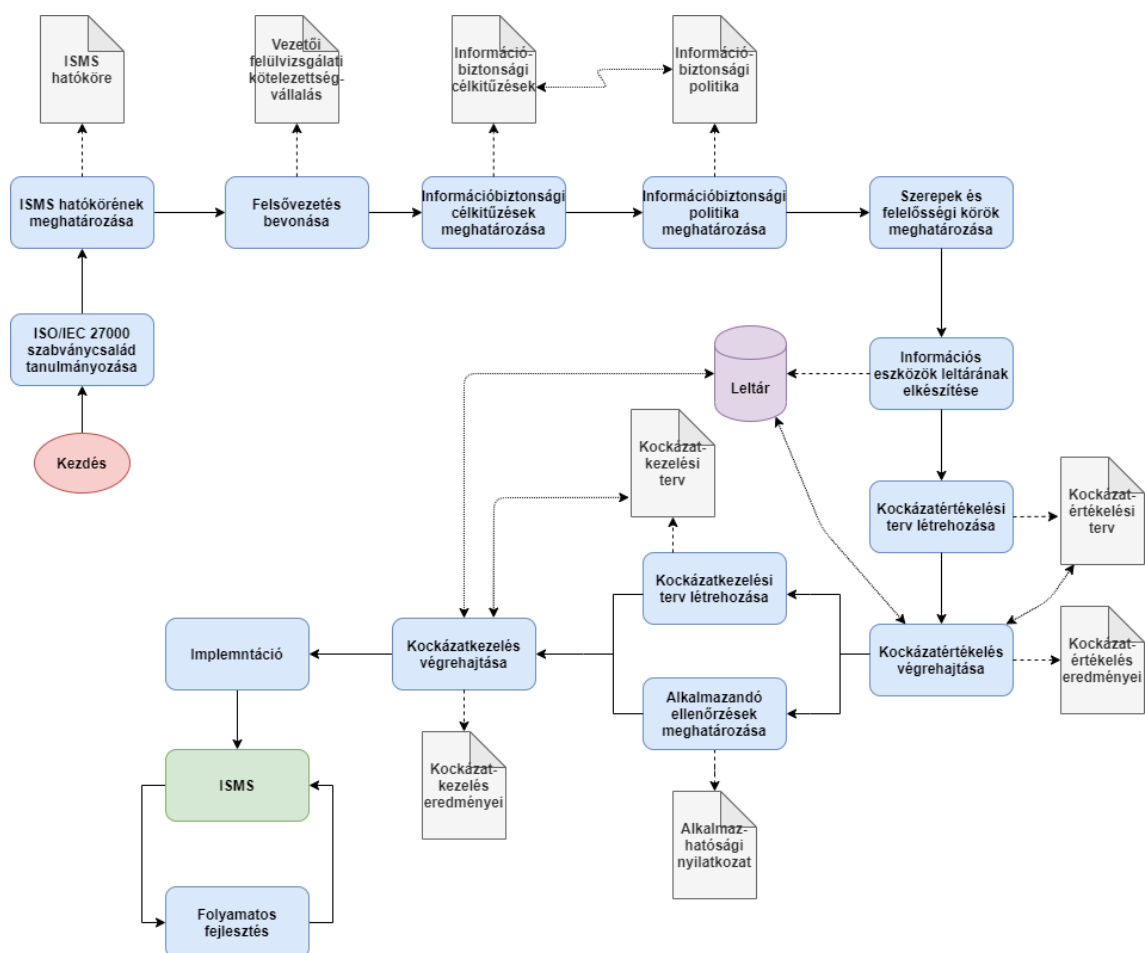 ISMS
hatóköre
Vezetői
felülvizsgálati
kötelezettség-
vállalás
Információ-
biztonsági
célkitűzések
Információ-
biztonsági
politika
ISMS hatókörének
meghatározása
Felsővezetés
bevonása
Információbiztonsági
célkitűzések
meghatározása
Információbiztonsági
politika
meghatározása
Szerepek és
felelősségi körök
meghatározása
ISO/IEC 27000
szabványcsalád
tanulmányozása
Leltár
Információs
eszközök leltárának
elkészítése
Kezdés
Kockázat-
kezelési
terv
Kockázatértékelési
terv létrehozása
Kockázat-
értékelési
terv
Kockázatkezelési
terv létrehozása
Implemntáció
Kockázatkezelés
végrehajtása
Kockázatértékelés
végrehajtása
Kockázat-
értékelés
eredményei
Alkalmazandó
ellenőrzések
meghatározása
ISMS
Kockázat-
kezelés
eredményei
Alkalmaz-
hatósági
nyilatkozat
Folyamatos
fejlesztés